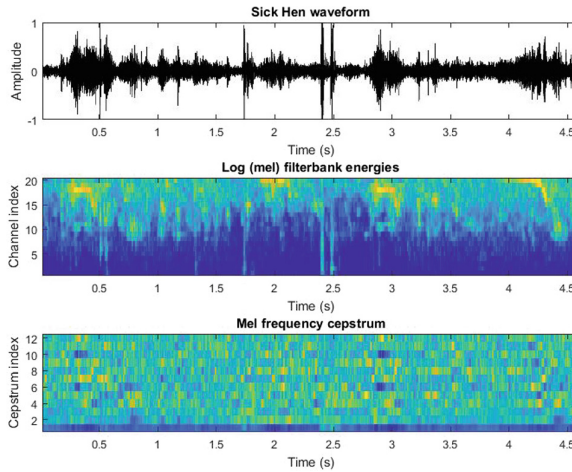 Sick Hen waveform
1
0
-1
Amplitude
0.5 1 1.5 2 2.5 3 3.5 4 4.5
Time (s)
Log (mel) filterbank energies
20
15
10
5
Channel index
0.5 1 1.5 2 2.5 3 3.5 4 4.5
Time (s)
Mel frequency cepstrum
12
10
8
6
4
2
Cepstrum index
0.5 1 1.5 2 2.5 3 3.5 4 4.5
Time (s)